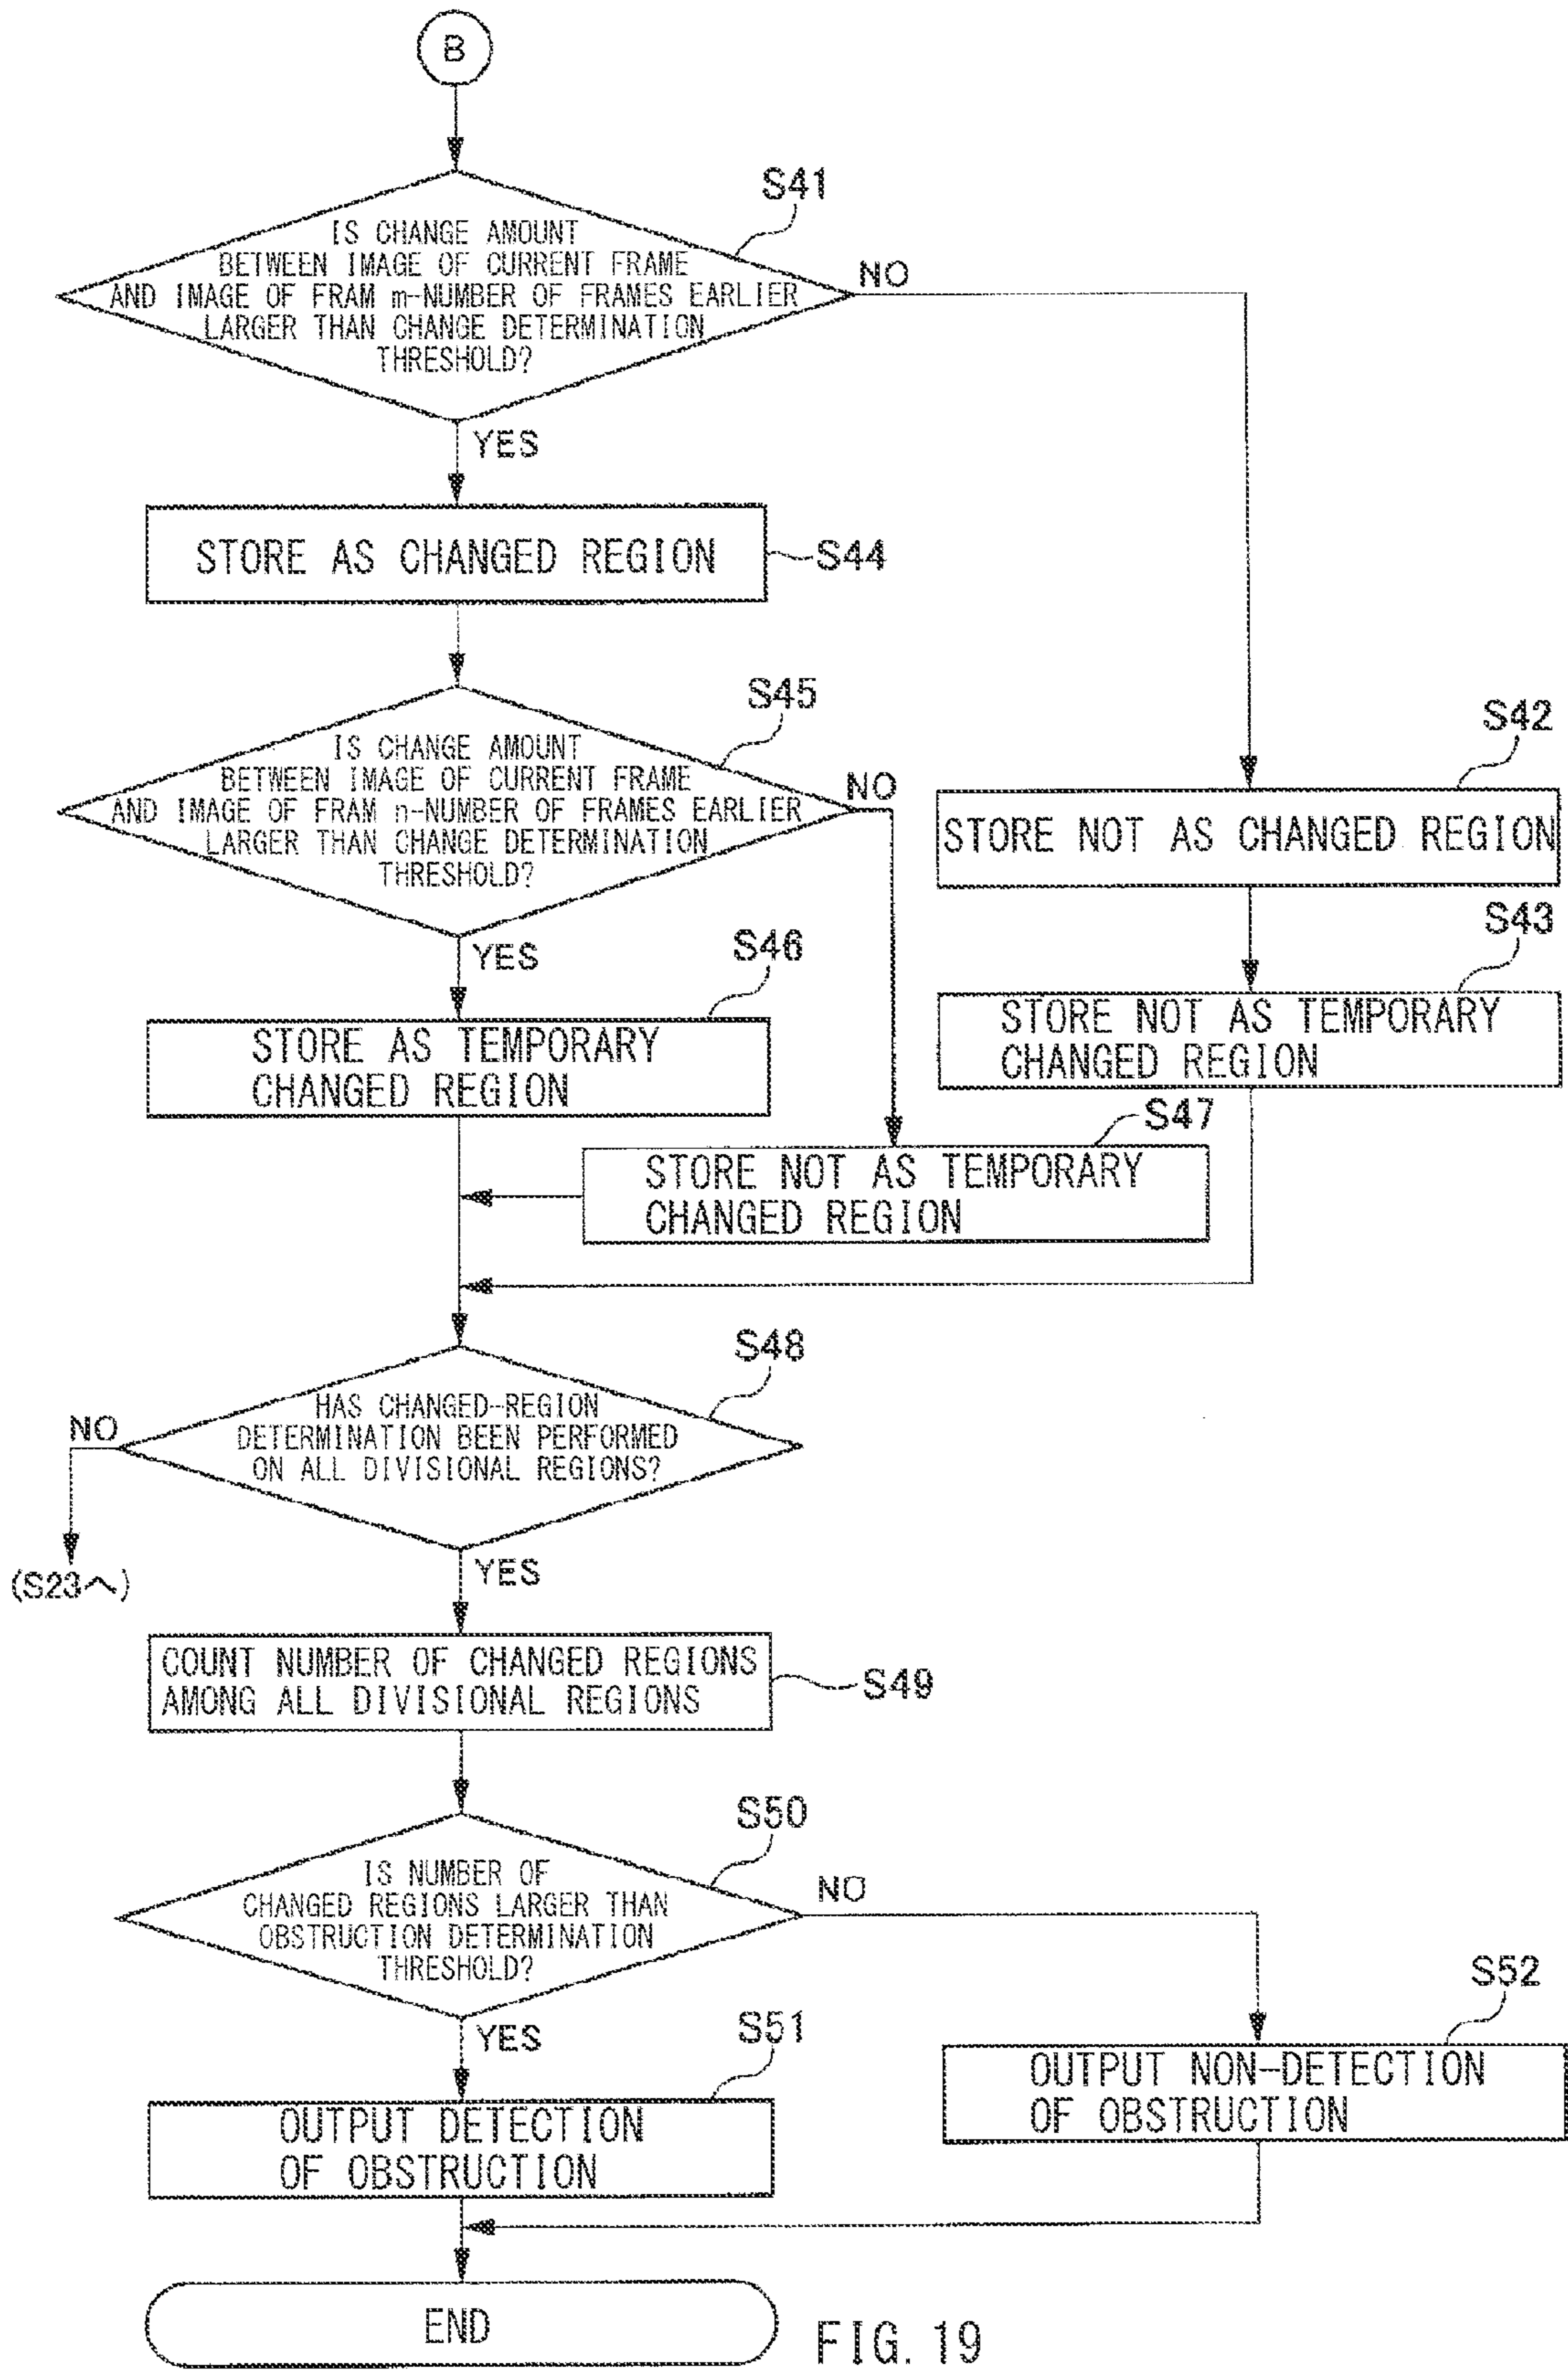 B
S41
IS CHANGE AMOUNT
BETWEEN IMAGE OF CURRENT FRAME
AND IMAGE OF FRAM m-NUMBER OF FRAMES EARLIER
LARGER THAN CHANGE DETERMINATION
THRESHOLD?
NO
YES
STORE AS CHANGED REGION
S44
S45
IS CHANGE AMOUNT
BETWEEN IMAGE OF CURRENT FRAME
AND IMAGE OF FRAM n-NUMBER OF FRAMES EARLIER
LARGER THAN CHANGE DETERMINATION
THRESHOLD?
NO
YES
S42
STORE NOT AS CHANGED REGION
S43
STORE NOT AS TEMPORARY
CHANGED REGION
S46
STORE AS TEMPORARY
CHANGED REGION
S47
STORE NOT AS TEMPORARY
CHANGED REGION
S48
HAS CHANGED-REGION
DETERMINATION BEEN PERFORMED
ON ALL DIVISIONAL REGIONS?
NO
(S23へ)
YES
COUNT NUMBER OF CHANGED REGIONS
AMONG ALL DIVISIONAL REGIONS
S49
S50
IS NUMBER OF
CHANGED REGIONS LARGER THAN
OBSTRUCTION DETERMINATION
THRESHOLD?
NO
YES
S51
OUTPUT DETECTION
OF OBSTRUCTION
S52
OUTPUT NON-DETECTION
OF OBSTRUCTION
END
FIG. 19